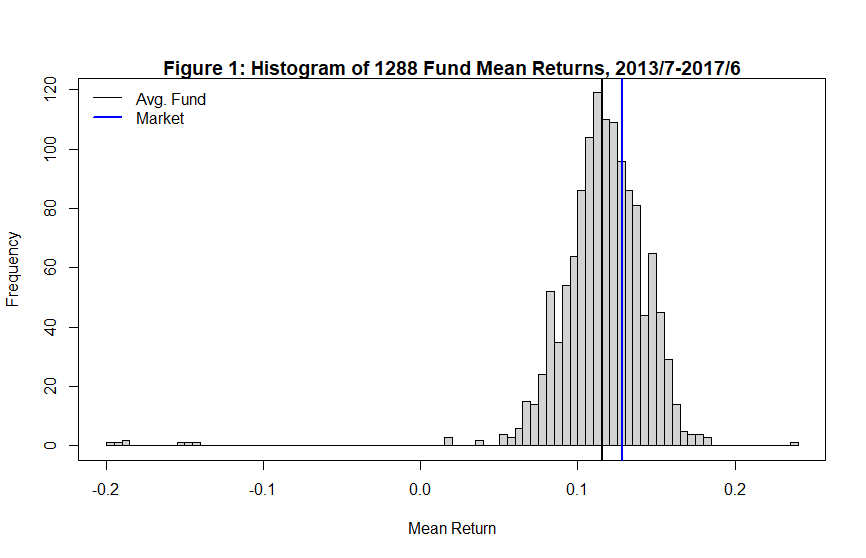 Figure 1: Histogram of 1288 Fund Mean Returns, 2013/7-2017/6
Avg. Fund
Market
Frequency
120
100
80
60
40
20
0
-0.2
-0.1
0.0
0.1
0.2
Mean Return